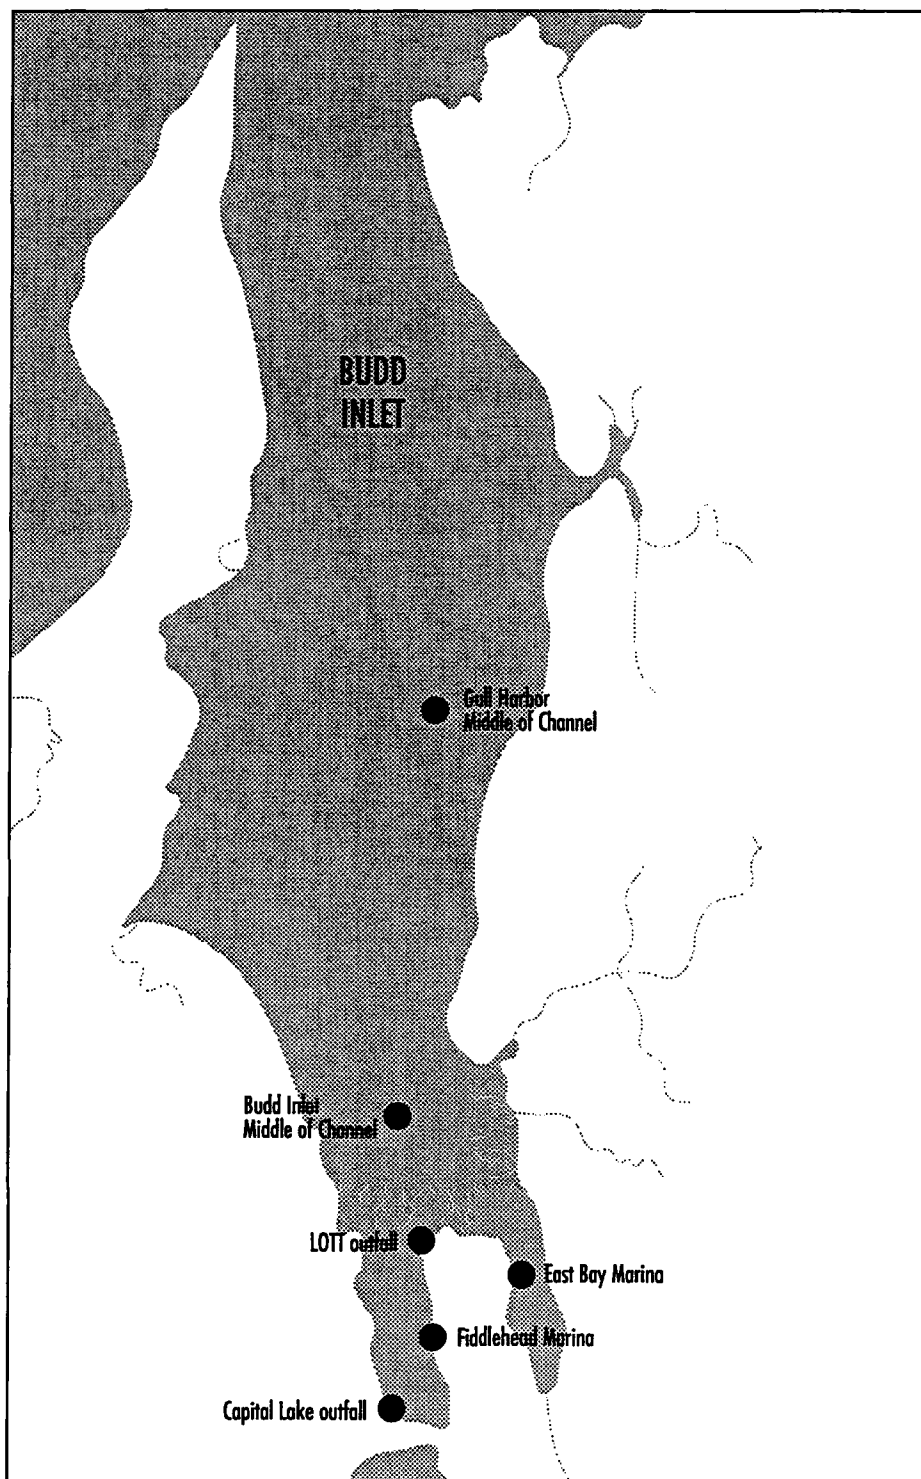 BUDD
INLET
Gull Harbor
Middle of Channel
Budd Inlet
Middle of Channel
LOTT outfall
East Bay Marina
Fiddlehead Marina
Capital Lake outfall